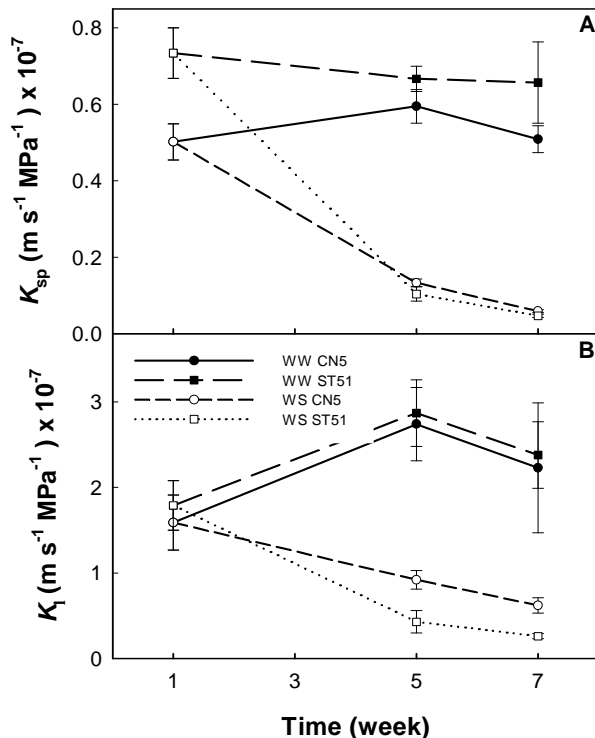 A
0.8
0.6
0.4
0.2
0.0
K_sp (m s⁻¹ MPa⁻¹ ) x 10⁻⁷
B
WW CN5
WW ST51
WS CN5
WS ST51
3
2
1
0
K_l (m s⁻¹ MPa⁻¹ ) x 10⁻⁷
1 3 5 7
Time (week)